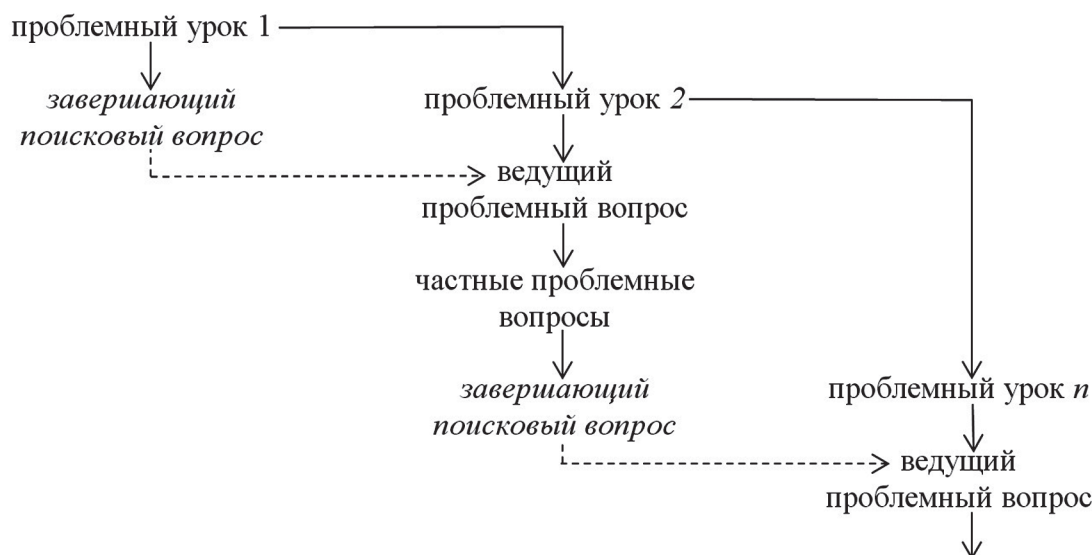 проблемный урок 1
завершающий
поисковый вопрос
проблемный урок 2
ведущий
проблемный вопрос
частные проблемные
вопросы
завершающий
поисковый вопрос
проблемный урок n
ведущий
проблемный вопрос